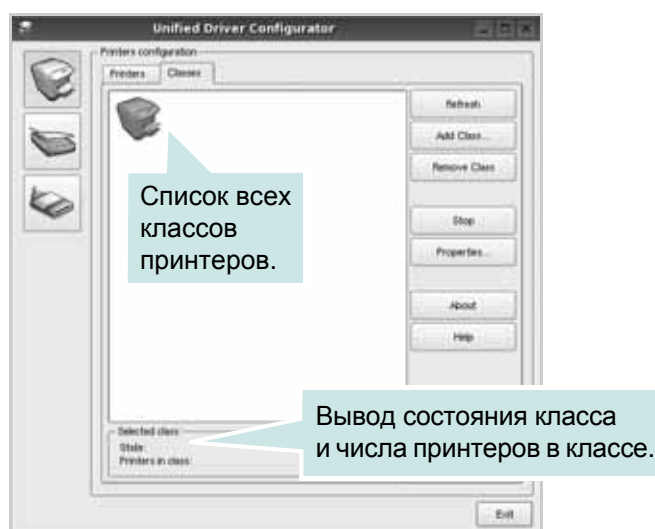 Unified Driver Configurator
Printers configuration
Printers
Classes
Refresh
Add Class...
Remove Class
Список всех
классов
принтеров.
Stop
Properties...
About
Help
Вывод состояния класса
и числа принтеров в классе.
Selected class:
State:
Printers in class:
Exit